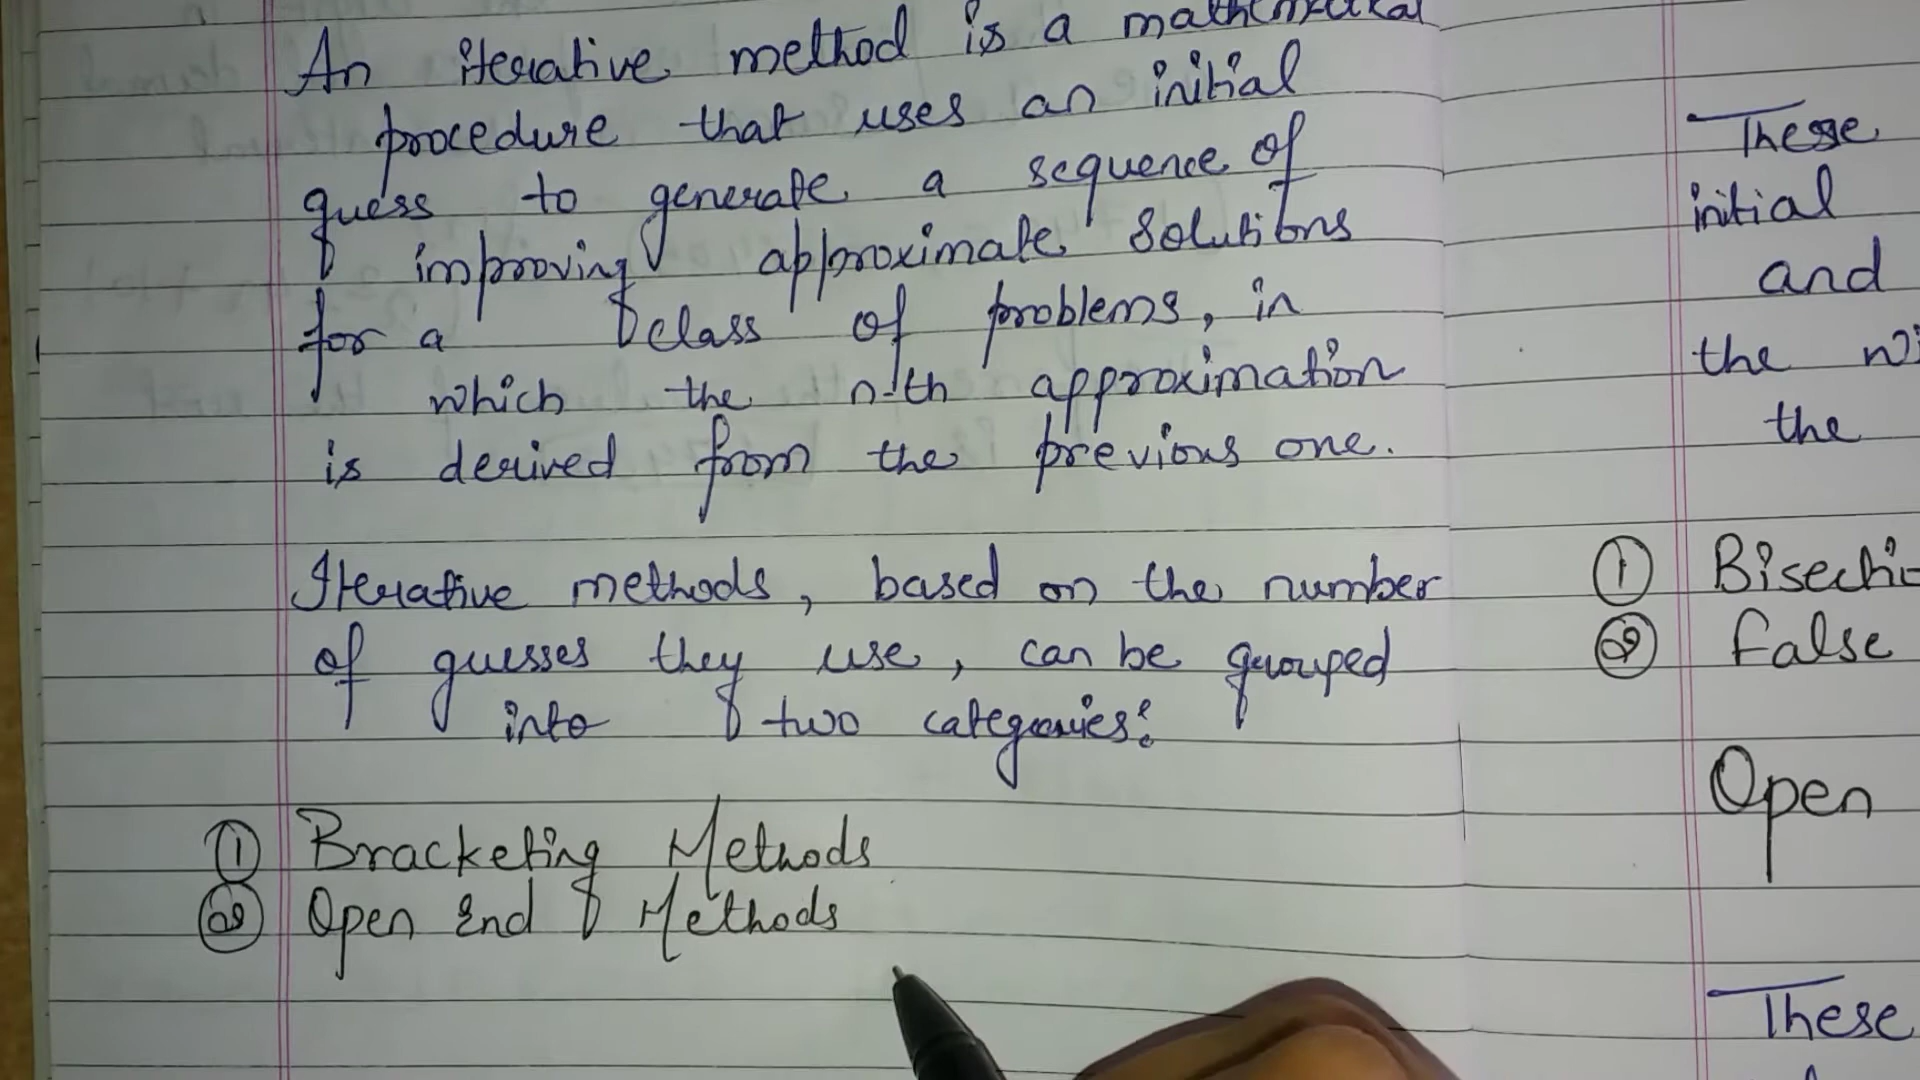 An iterative method is a mathematical
procedure that uses an initial
guess to generate a sequence of
improving approximate solutions
for a class of problems, in
which the n-th approximation
is derived from the previous one.
Iterative methods, based on the number
of guesses they use, can be grouped
into two categories:
① Bracketing Methods
② Open End Methods
These
initial
and
the
the
① Bisectio
② False
Open
These